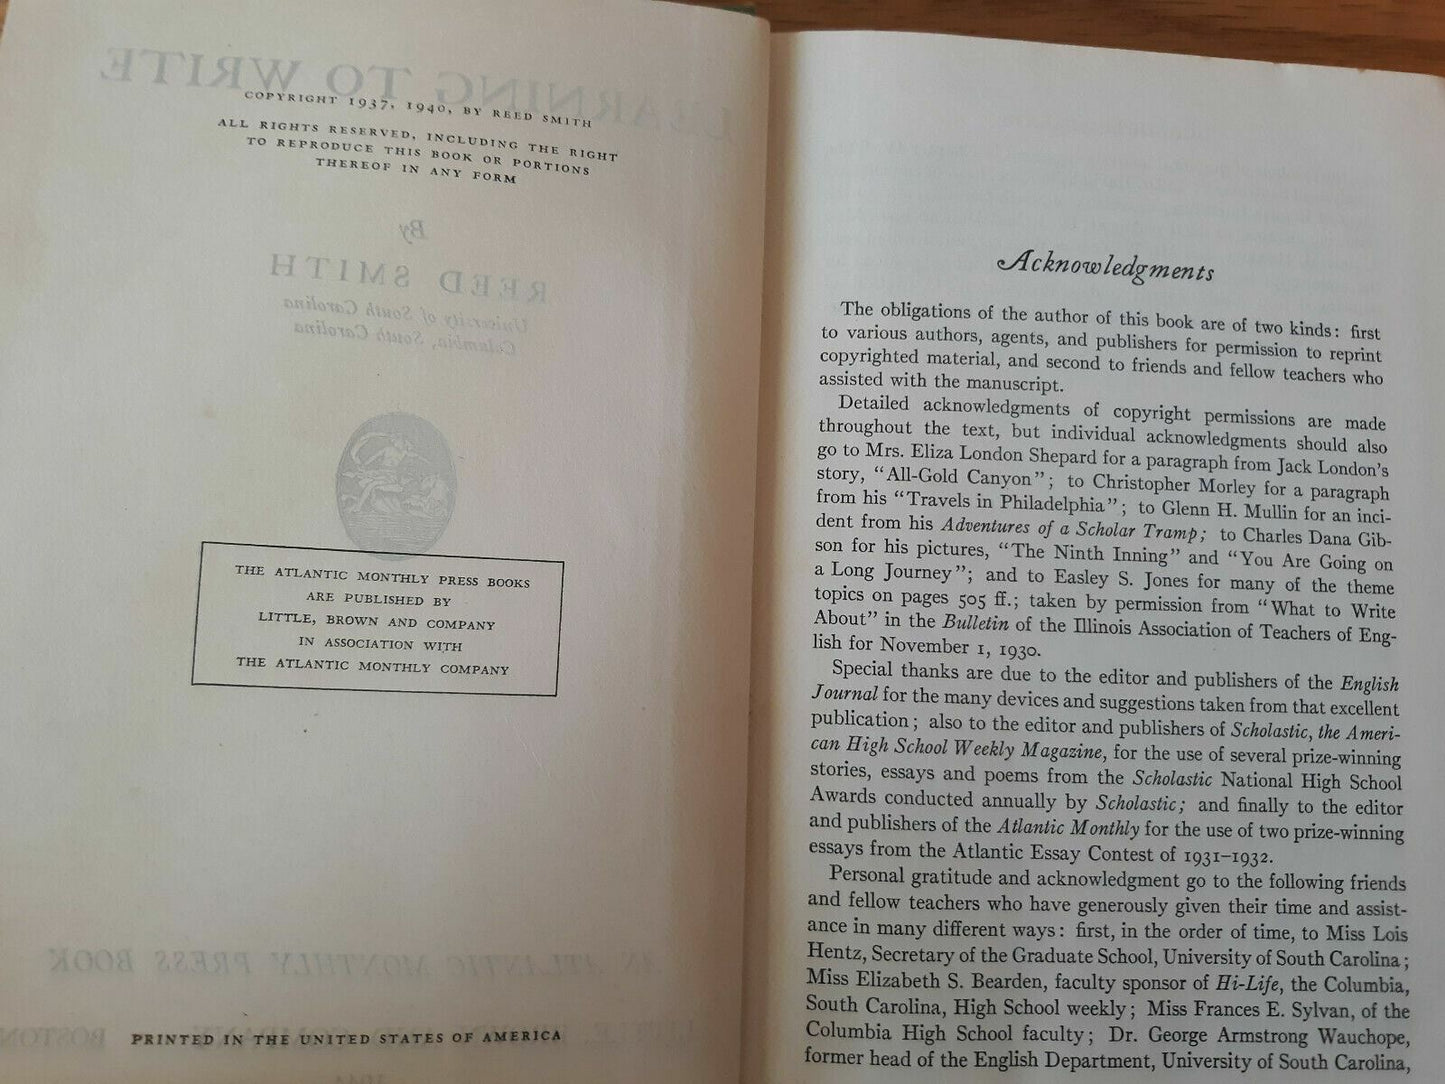 COPYRIGHT 1937, 1940, BY REED SMITH
ALL RIGHTS RESERVED, INCLUDING THE RIGHT
TO REPRODUCE THIS BOOK OR PORTIONS
THEREOF IN ANY FORM
LEARNING TO WRITE
By
REED SMITH
University of South Carolina
Columbia, South Carolina
THE ATLANTIC MONTHLY PRESS BOOKS
ARE PUBLISHED BY
LITTLE, BROWN AND COMPANY
IN ASSOCIATION WITH
THE ATLANTIC MONTHLY COMPANY
AN ATLANTIC MONTHLY PRESS BOOK
BOSTON
PRINTED IN THE UNITED STATES OF AMERICA
Acknowledgments
The obligations of the author of this book are of two kinds: first
to various authors, agents, and publishers for permission to reprint
copyrighted material, and second to friends and fellow teachers who
assisted with the manuscript.
Detailed acknowledgments of copyright permissions are made
throughout the text, but individual acknowledgments should also
go to Mrs. Eliza London Shepard for a paragraph from Jack London's
story, "All-Gold Canyon"; to Christopher Morley for a paragraph
from his "Travels in Philadelphia"; to Glenn H. Mullin for an inci-
dent from his Adventures of a Scholar Tramp; to Charles Dana Gib-
son for his pictures, "The Ninth Inning" and "You Are Going on
a Long Journey"; and to Easley S. Jones for many of the theme
topics on pages 505 ff.; taken by permission from "What to Write
About" in the Bulletin of the Illinois Association of Teachers of Eng-
lish for November 1, 1930.
Special thanks are due to the editor and publishers of the English
Journal for the many devices and suggestions taken from that excellent
publication; also to the editor and publishers of Scholastic, the Ameri-
can High School Weekly Magazine, for the use of several prize-winning
stories, essays and poems from the Scholastic National High School
Awards conducted annually by Scholastic; and finally to the editor
and publishers of the Atlantic Monthly for the use of two prize-winning
essays from the Atlantic Essay Contest of 1931-1932.
Personal gratitude and acknowledgment go to the following friends
and fellow teachers who have generously given their time and assist-
ance in many different ways: first, in the order of time, to Miss Lois
Hentz, Secretary of the Graduate School, University of South Carolina;
Miss Elizabeth S. Bearden, faculty sponsor of Hi-Life, the Columbia,
South Carolina, High School weekly; Miss Frances E. Sylvan, of the
Columbia High School faculty; Dr. George Armstrong Wauchope,
former head of the English Department, University of South Carolina,